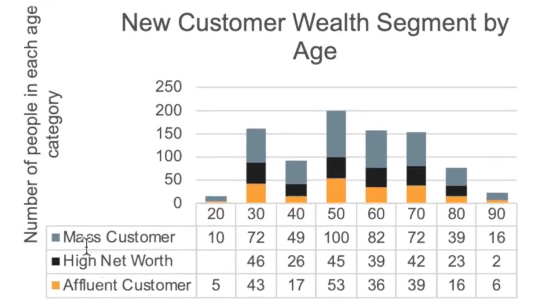 New Customer Wealth Segment by
Age
Number of people in each age
category
250
200
150
100
50
0
20 30 40 50 60 70 80 90
Mass Customer 10 72 49 100 82 72 39 16
High Net Worth 46 26 45 39 42 23 2
Affluent Customer 5 43 17 53 36 39 16 6